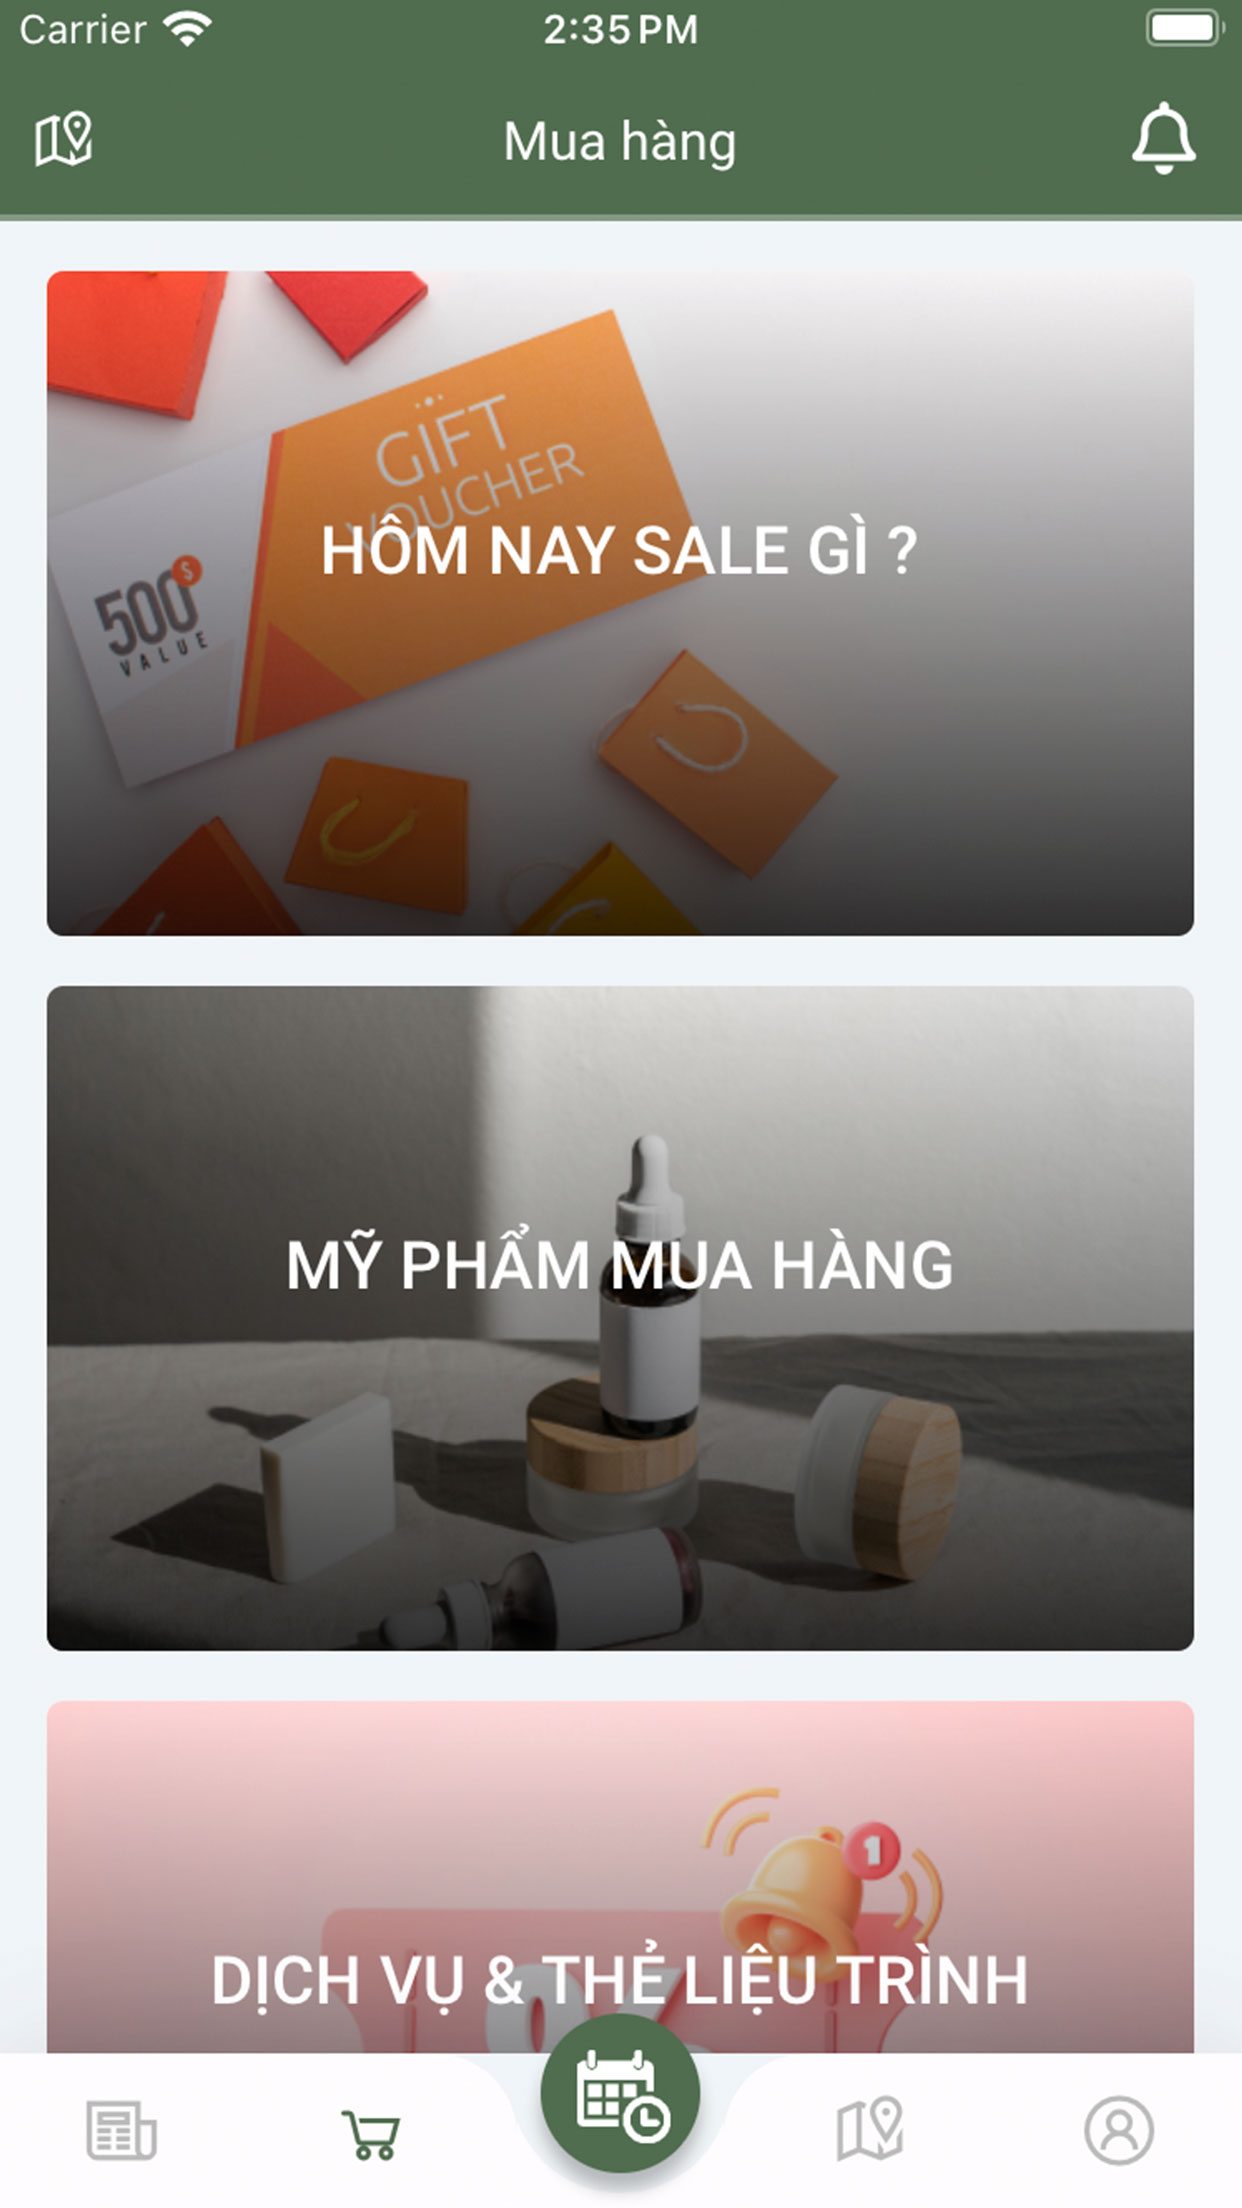 Carrier
2:35 PM
Mua hàng
GIFT
VOUCHER
HÔM NAY SALE GÌ ?
500$
VALUE
MỸ PHẨM MUA HÀNG
1
DỊCH VỤ & THẺ LIỆU TRÌNH